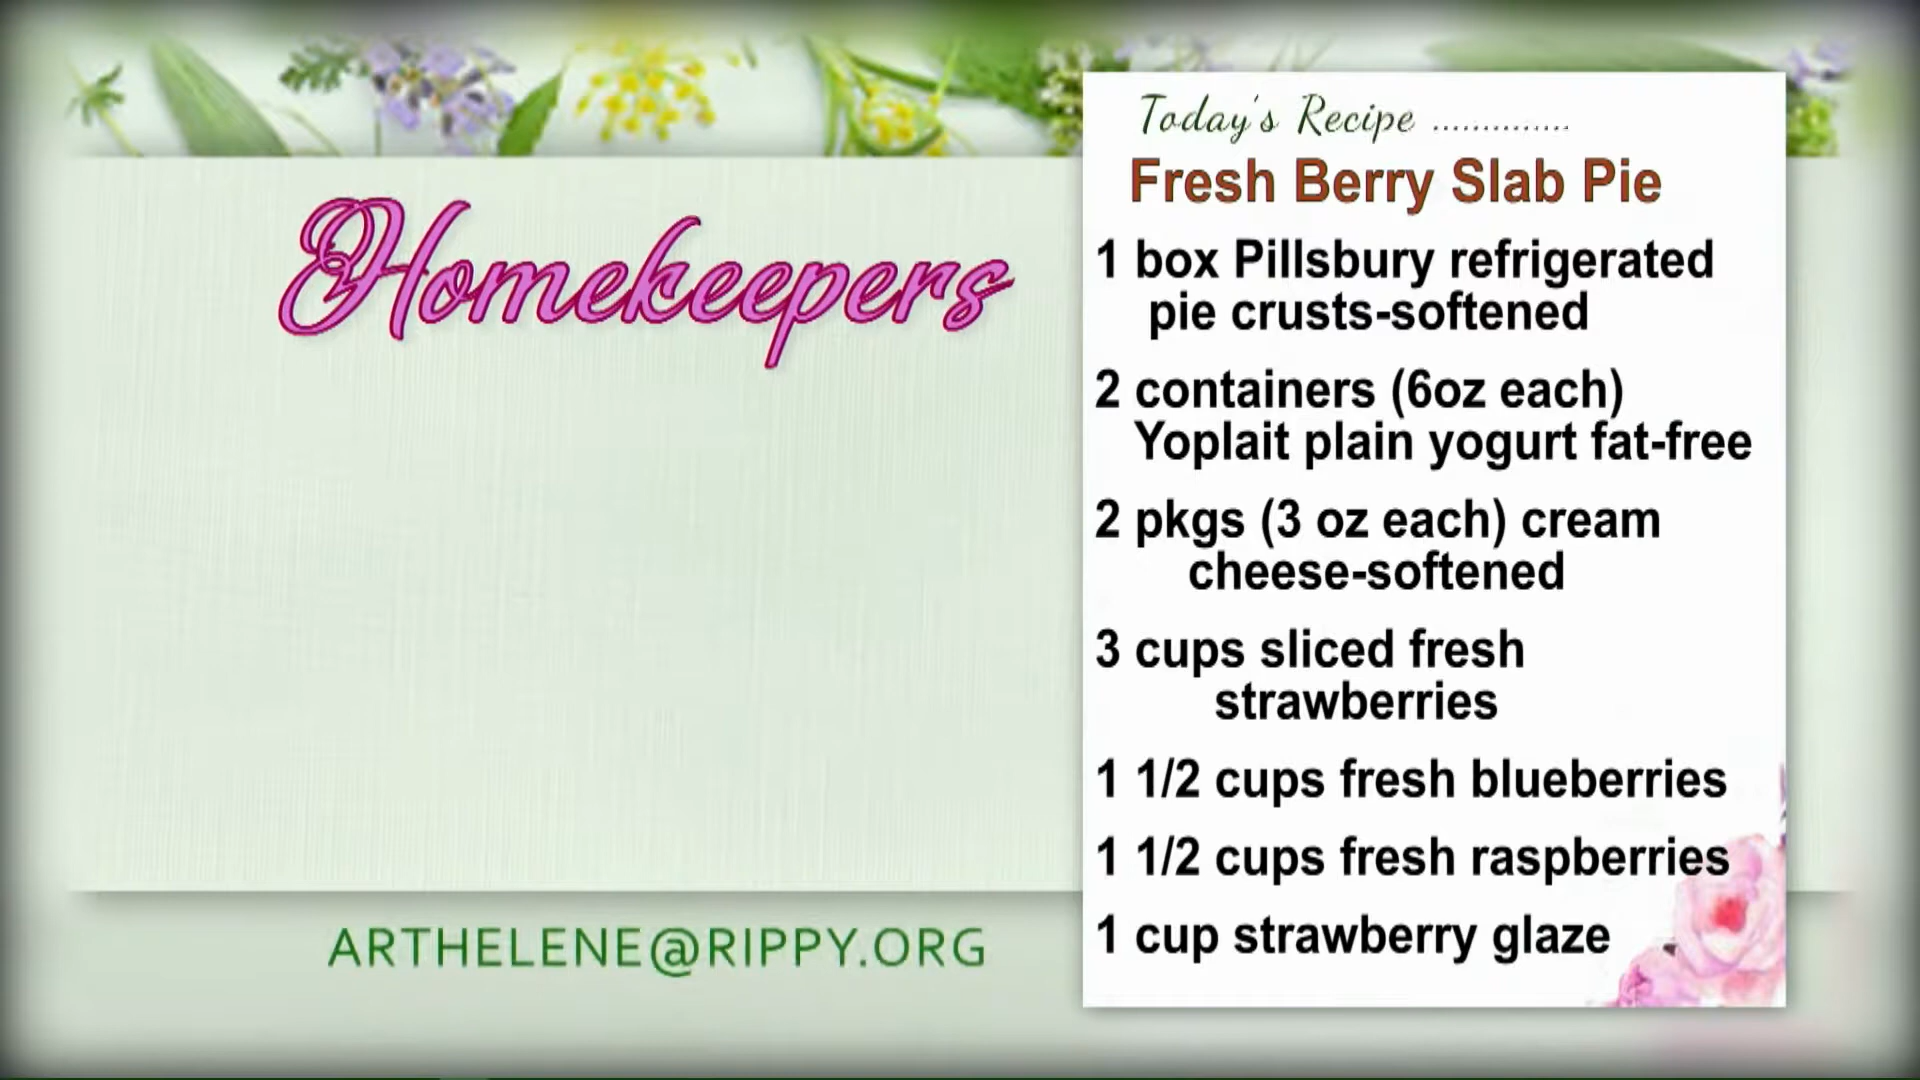 Homekeepers
ARTHELENE@RIPPY.ORG
Today's Recipe ..............
Fresh Berry Slab Pie
1 box Pillsbury refrigerated
pie crusts-softened
2 containers (6oz each)
Yoplait plain yogurt fat-free
2 pkgs (3 oz each) cream
cheese-softened
3 cups sliced fresh
strawberries
1 1/2 cups fresh blueberries
1 1/2 cups fresh raspberries
1 cup strawberry glaze